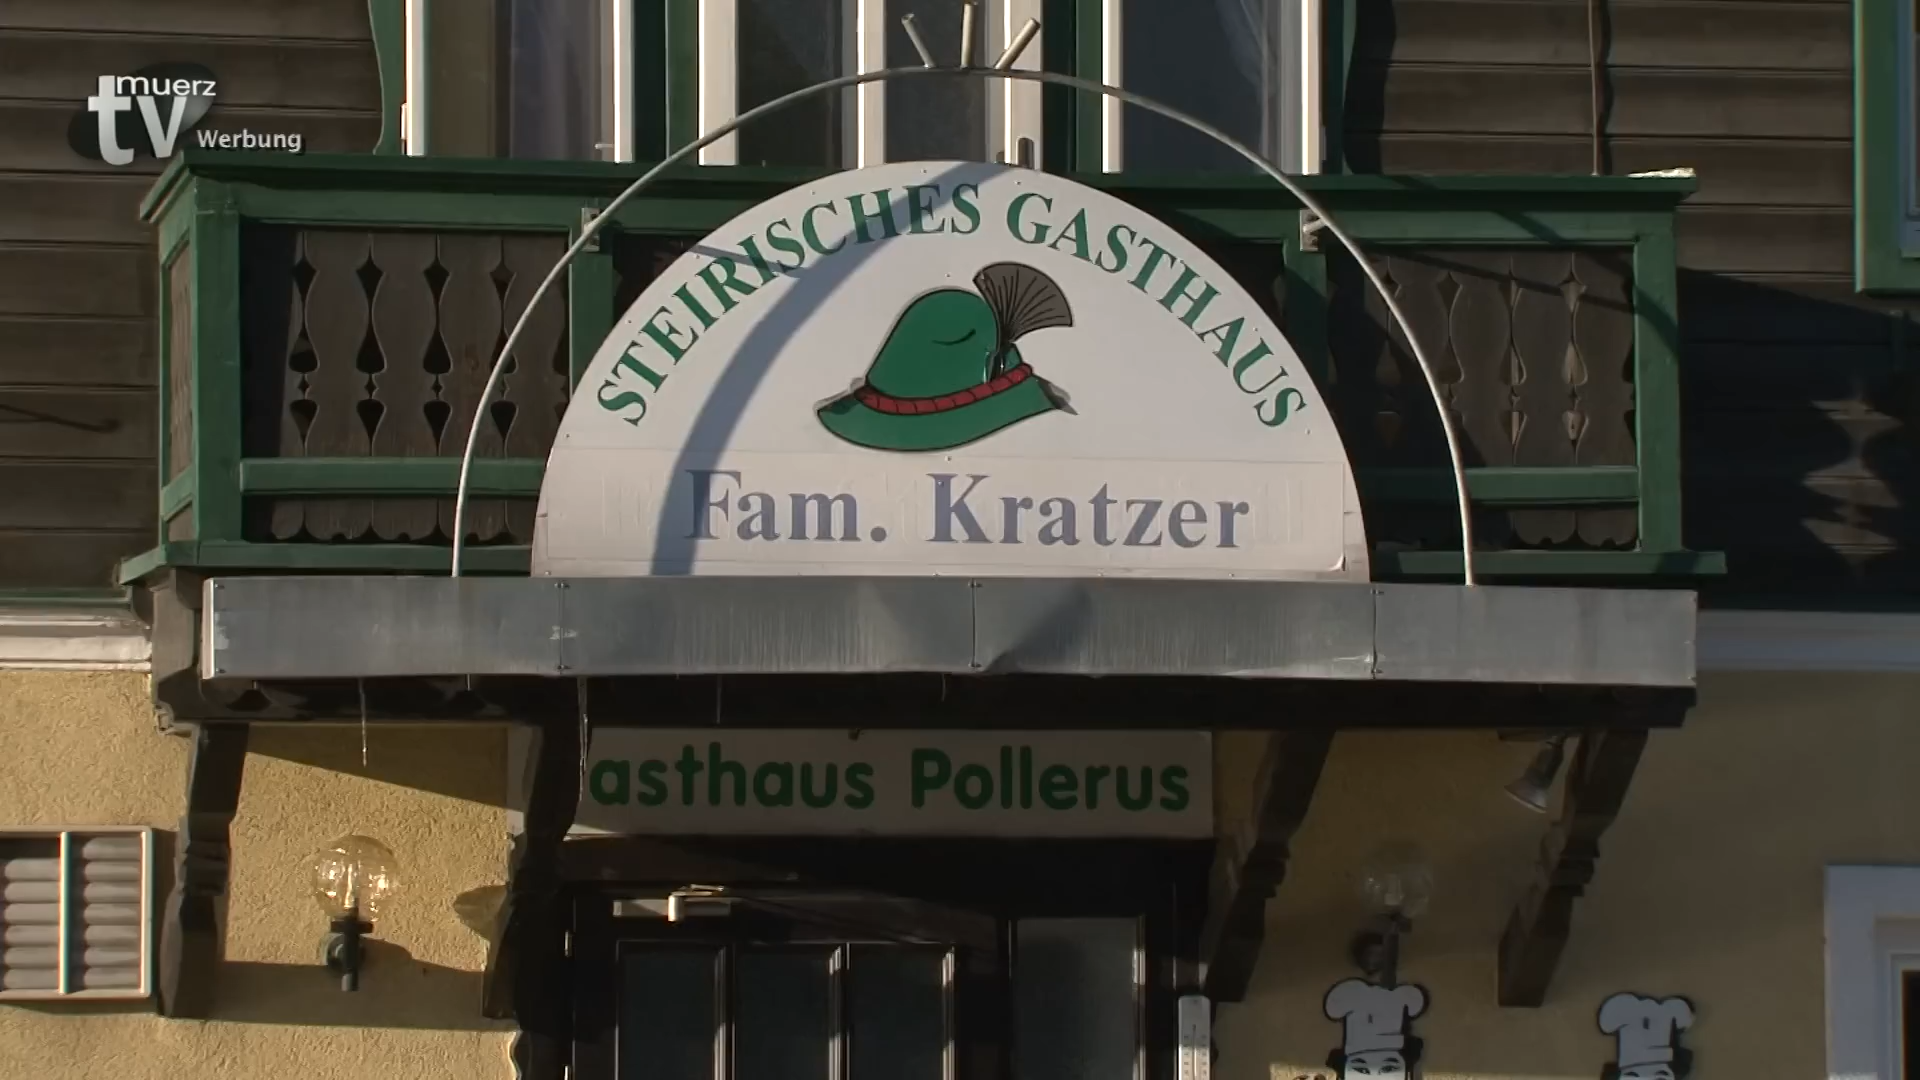 muerz
tv Werbung
STEIRISCHES GASTHAUS
Fam. Kratzer
asthaus Pollerus